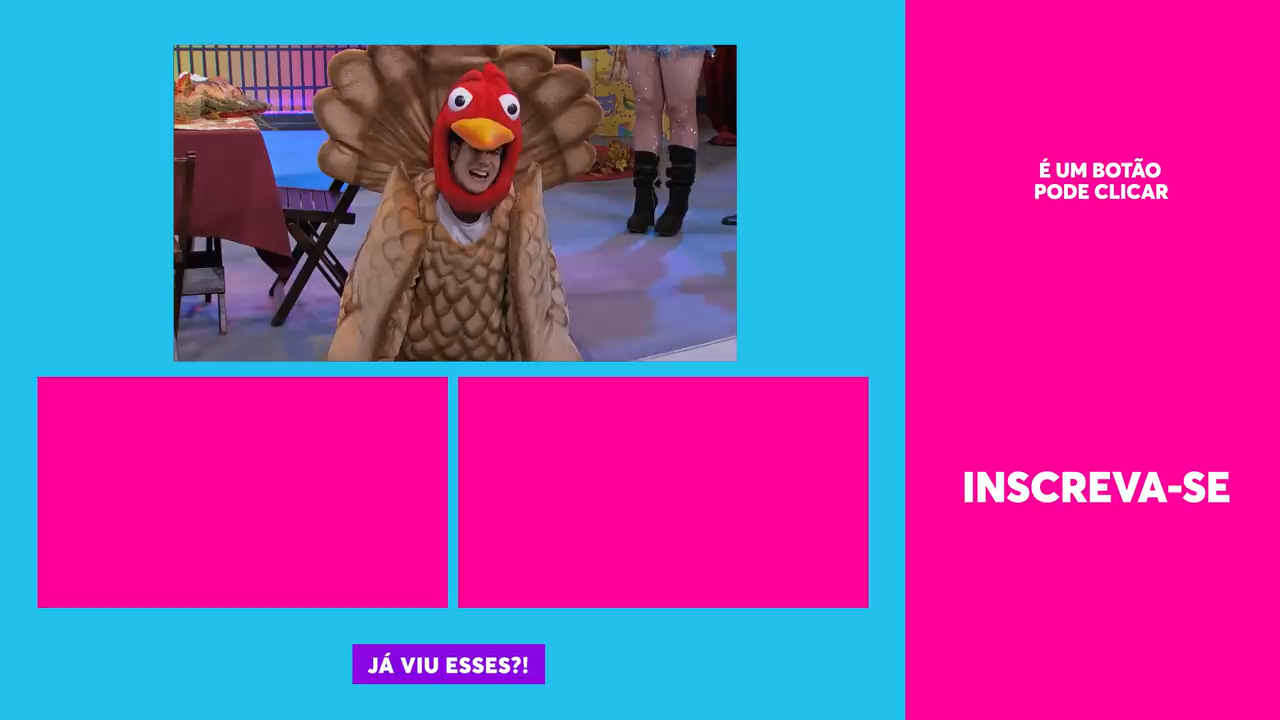 É UM BOTÃO
PODE CLICAR
INSCREVA-SE
JÁ VIU ESSES?!